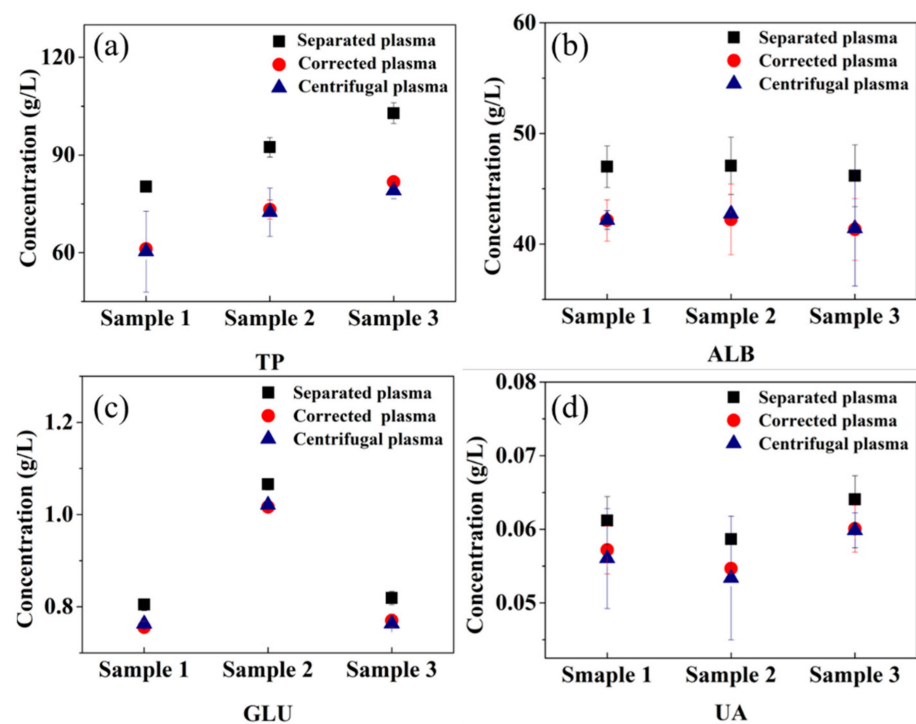 (a)
Separated plasma
Corrected plasma
Centrifugal plasma
Concentration (g/L)
120
90
60
Sample 1 Sample 2 Sample 3
TP
(b)
Separated plasma
Corrected plasma
Centrifugal plasma
Concentration (g/L)
60
50
40
Sample 1 Sample 2 Sample 3
ALB
(c)
Separated plasma
Corrected plasma
Centrifugal plasma
Concentration (g/L)
1.2
1.0
0.8
Sample 1 Sample 2 Sample 3
GLU
(d)
Separated plasma
Corrected plasma
Centrifugal plasma
Concentration (g/L)
0.08
0.07
0.06
0.05
Smaple 1 Sample 2 Sample 3
UA